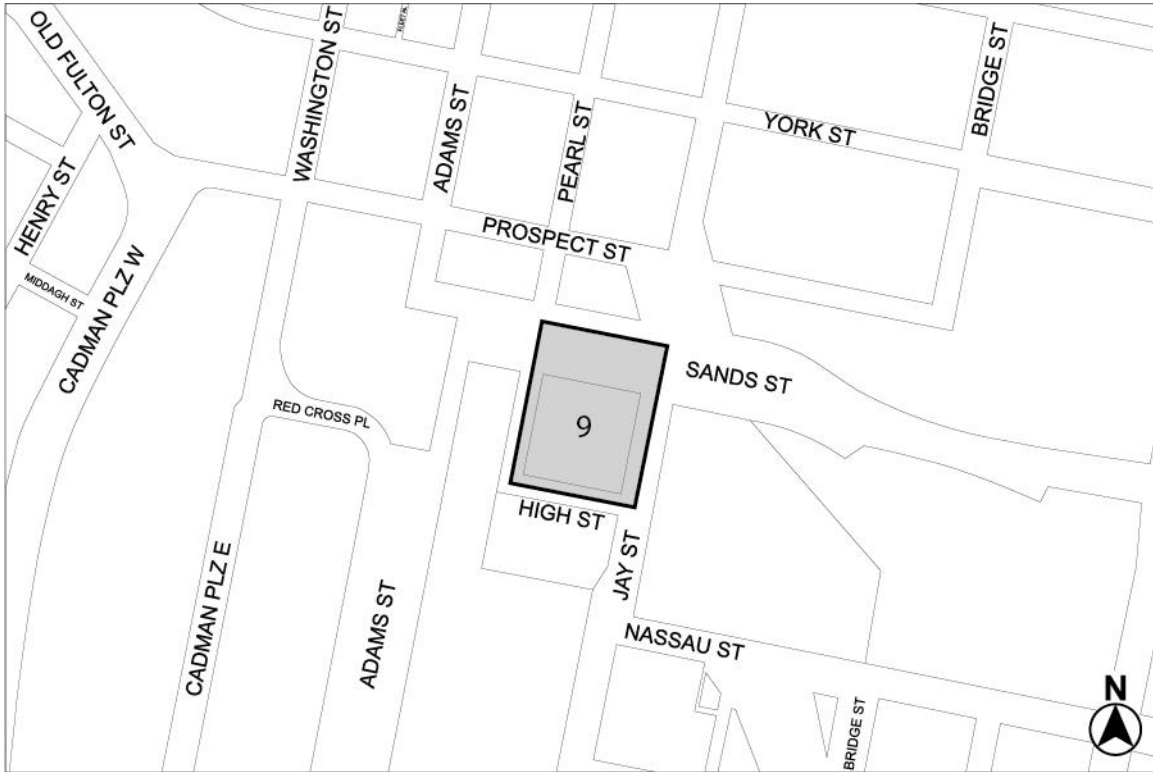 OLD FULTON ST
WASHINGTON ST
ADAMS ST
PEARL ST
YORK ST
BRIDGE ST
HENRY ST
MIDDAGH ST
CADMAN PLZ W
PROSPECT ST
SANDS ST
RED CROSS PL
9
HIGH ST
JAY ST
CADMAN PLZ E
ADAMS ST
NASSAU ST
BRIDGE ST
N